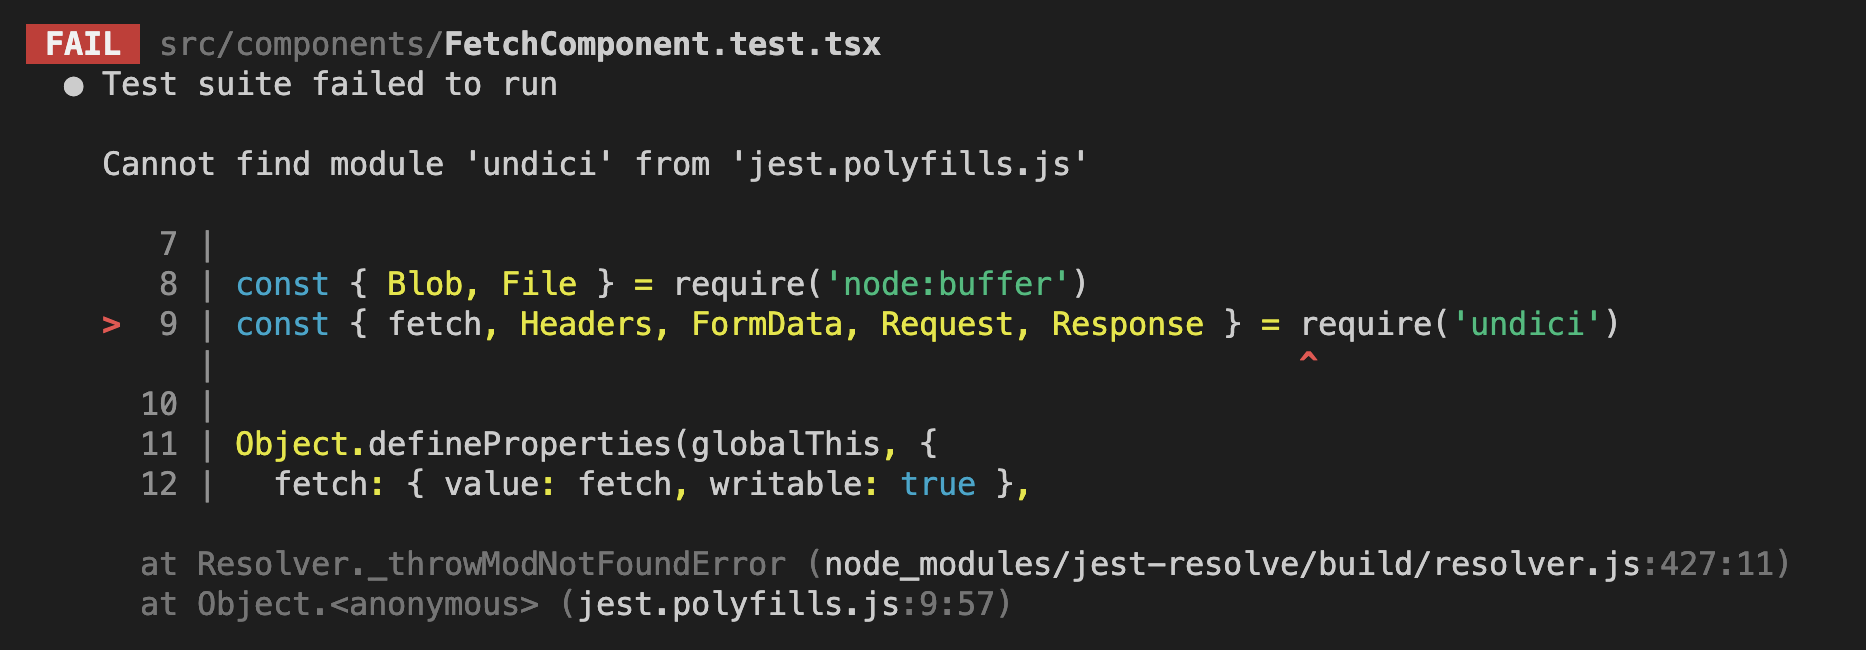 FAIL src/components/FetchComponent.test.tsx
● Test suite failed to run
Cannot find module 'undici' from 'jest.polyfills.js'
7 |
8 | const { Blob, File } = require('node:buffer')
> 9 | const { fetch, Headers, FormData, Request, Response } = require('undici')
| ^
10 |
11 | Object.defineProperties(globalThis, {
12 | fetch: { value: fetch, writable: true },
at Resolver._throwModNotFoundError (node_modules/jest-resolve/build/resolver.js:427:11)
at Object.<anonymous> (jest.polyfills.js:9:57)